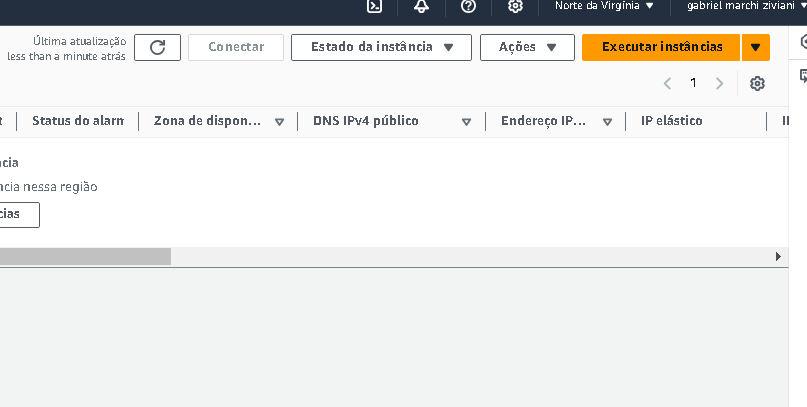 Norte da Virgínia gabriel marchi ziviani
Última atualização
less than a minute atrás
Conectar Estado da instância Ações Executar instâncias
1
Status do alarm Zona de dispon... DNS IPv4 público Endereço IP... IP elástico
ncia
ncia nessa região
cias